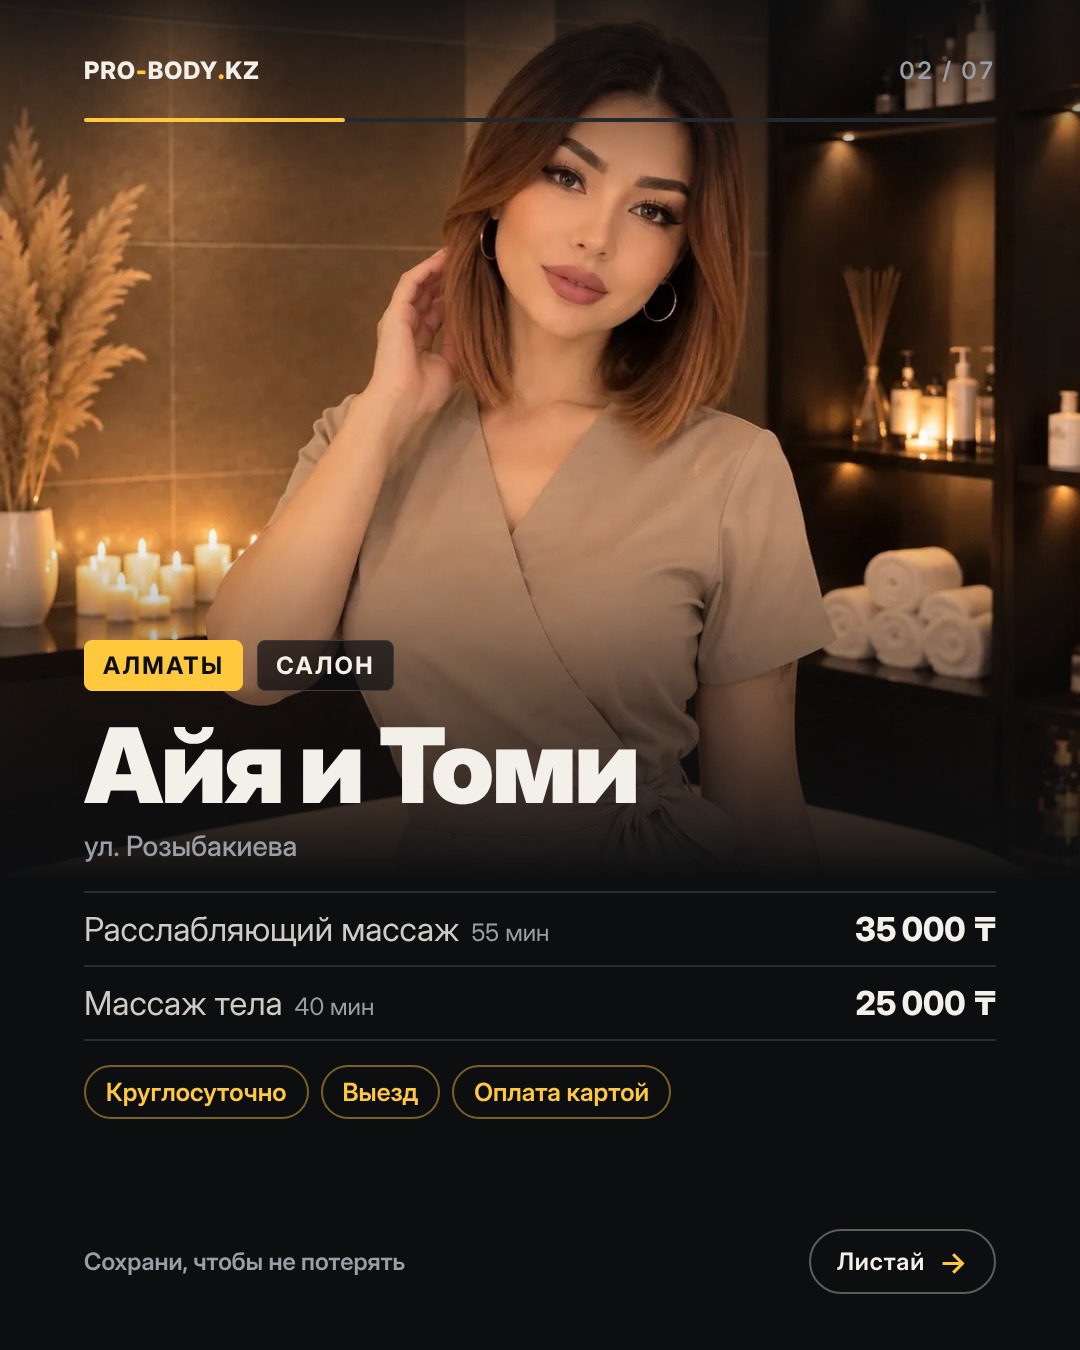 PRO-BODY.KZ
02 / 07
АЛМАТЫ
САЛОН
Айя и Томи
ул. Розыбакиева
Расслабляющий массаж 55 мин 35 000 ₸
Массаж тела 40 мин 25 000 ₸
Круглосуточно
Выезд
Оплата картой
Сохрани, чтобы не потерять
Листай →